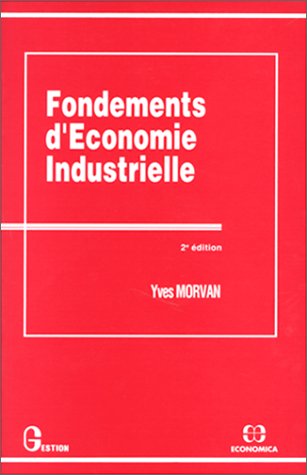 Fondements
d'Economie
Industrielle
2e édition
Yves MORVAN
GESTION
ECONOMICA